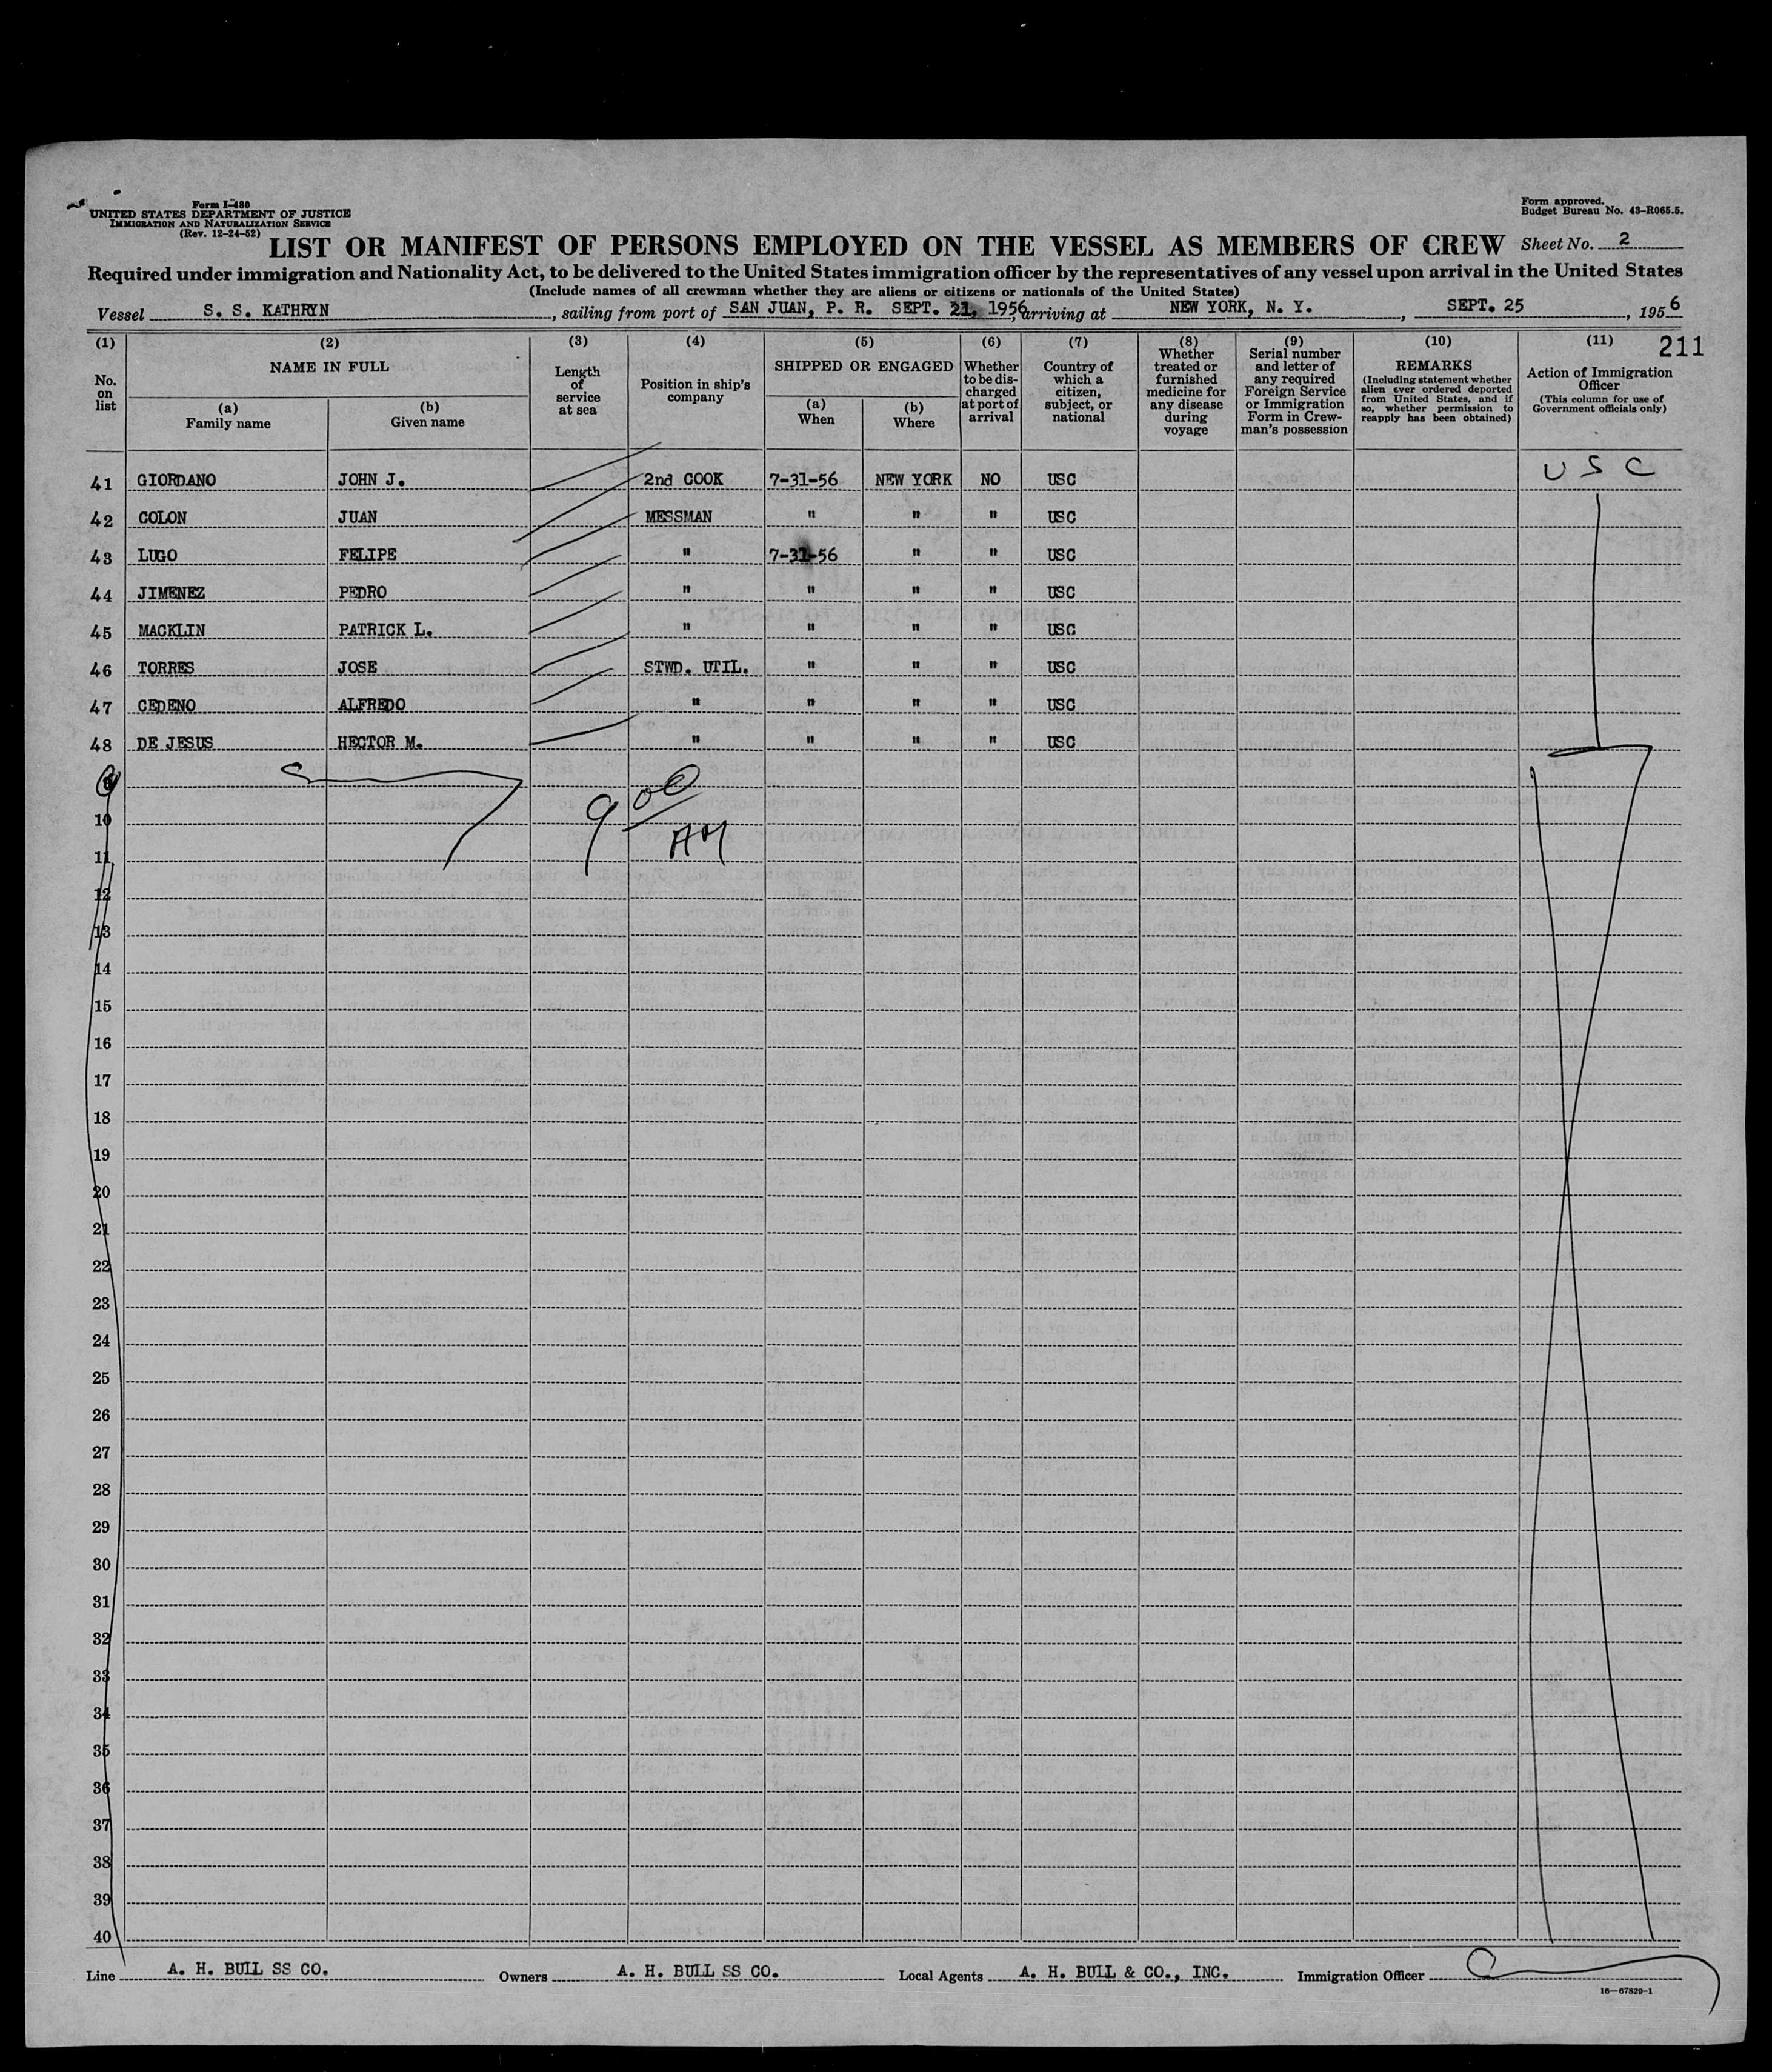 Form I-480
UNITED STATES DEPARTMENT OF JUSTICE
IMMIGRATION AND NATURALIZATION SERVICE
(Rev. 12-24-52)
Form approved.
Budget Bureau No. 43-R065.5.
LIST OR MANIFEST OF PERSONS EMPLOYED ON THE VESSEL AS MEMBERS OF CREW Sheet No. 2
Required under immigration and Nationality Act, to be delivered to the United States immigration officer by the representatives of any vessel upon arrival in the United States
(Include names of all crewman whether they are aliens or citizens or nationals of the United States)
Vessel S. S. KATHRYN, sailing from port of SAN JUAN, P. R. SEPT. 21, 1956, arriving at NEW YORK, N. Y., SEPT. 25, 1956
211
(1) No. on list
(2) NAME IN FULL
(a) Family name
(b) Given name
(3) Length of service at sea
(4) Position in ship's company
(5) SHIPPED OR ENGAGED
(a) When
(b) Where
(6) Whether to be discharged at port of arrival
(7) Country of which a citizen, subject, or national
(8) Whether treated or furnished medicine for any disease during voyage
(9) Serial number and letter of any required Foreign Service or Immigration Form in Crewman's possession
(10) REMARKS (Including statement whether alien ever ordered deported from United States, and if so, whether permission to reapply has been obtained)
(11) Action of Immigration Officer (This column for use of Government officials only)
41 GIORDANO JOHN J. 2nd COOK 7-31-56 NEW YORK NO USC USC
42 COLON JUAN MESSMAN " " " USC
43 LUGO FELIPE " 7-31-56 " " USC
44 JIMENEZ PEDRO " " " " USC
45 MACKLIN PATRICK L. " " " " USC
46 TORRES JOSE STWD. UTIL. " " " USC
47 CEDENO ALFREDO " " " " USC
48 DE JESUS HECTOR M. " " " " USC
9
9 00 AM
10
11
12
13
14
15
16
17
18
19
20
21
22
23
24
25
26
27
28
29
30
31
32
33
34
35
36
37
38
39
40
Line A. H. BULL SS CO. Owners A. H. BULL SS CO. Local Agents A. H. BULL & CO., INC. Immigration Officer
16—67829-1